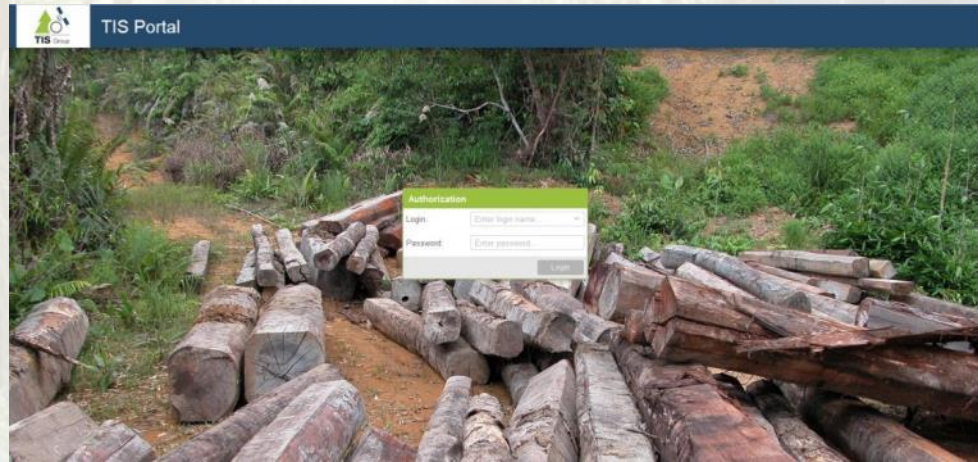 TIS Group
TIS Portal
Authorization
Login:
Enter login name...
Password:
Enter password...
Login